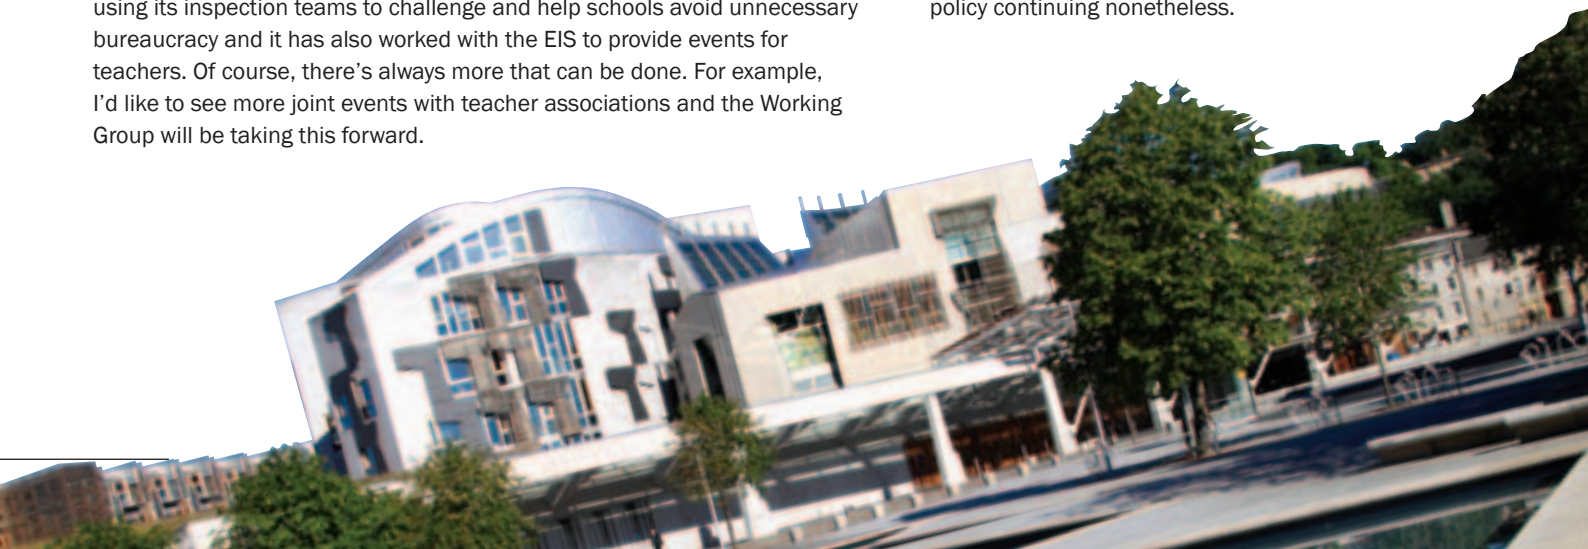 using its inspection teams to challenge and help schools avoid unnecessary
bureaucracy and it has also worked with the EIS to provide events for
teachers. Of course, there's always more that can be done. For example,
I'd like to see more joint events with teacher associations and the Working
Group will be taking this forward.
policy continuing nonetheless.